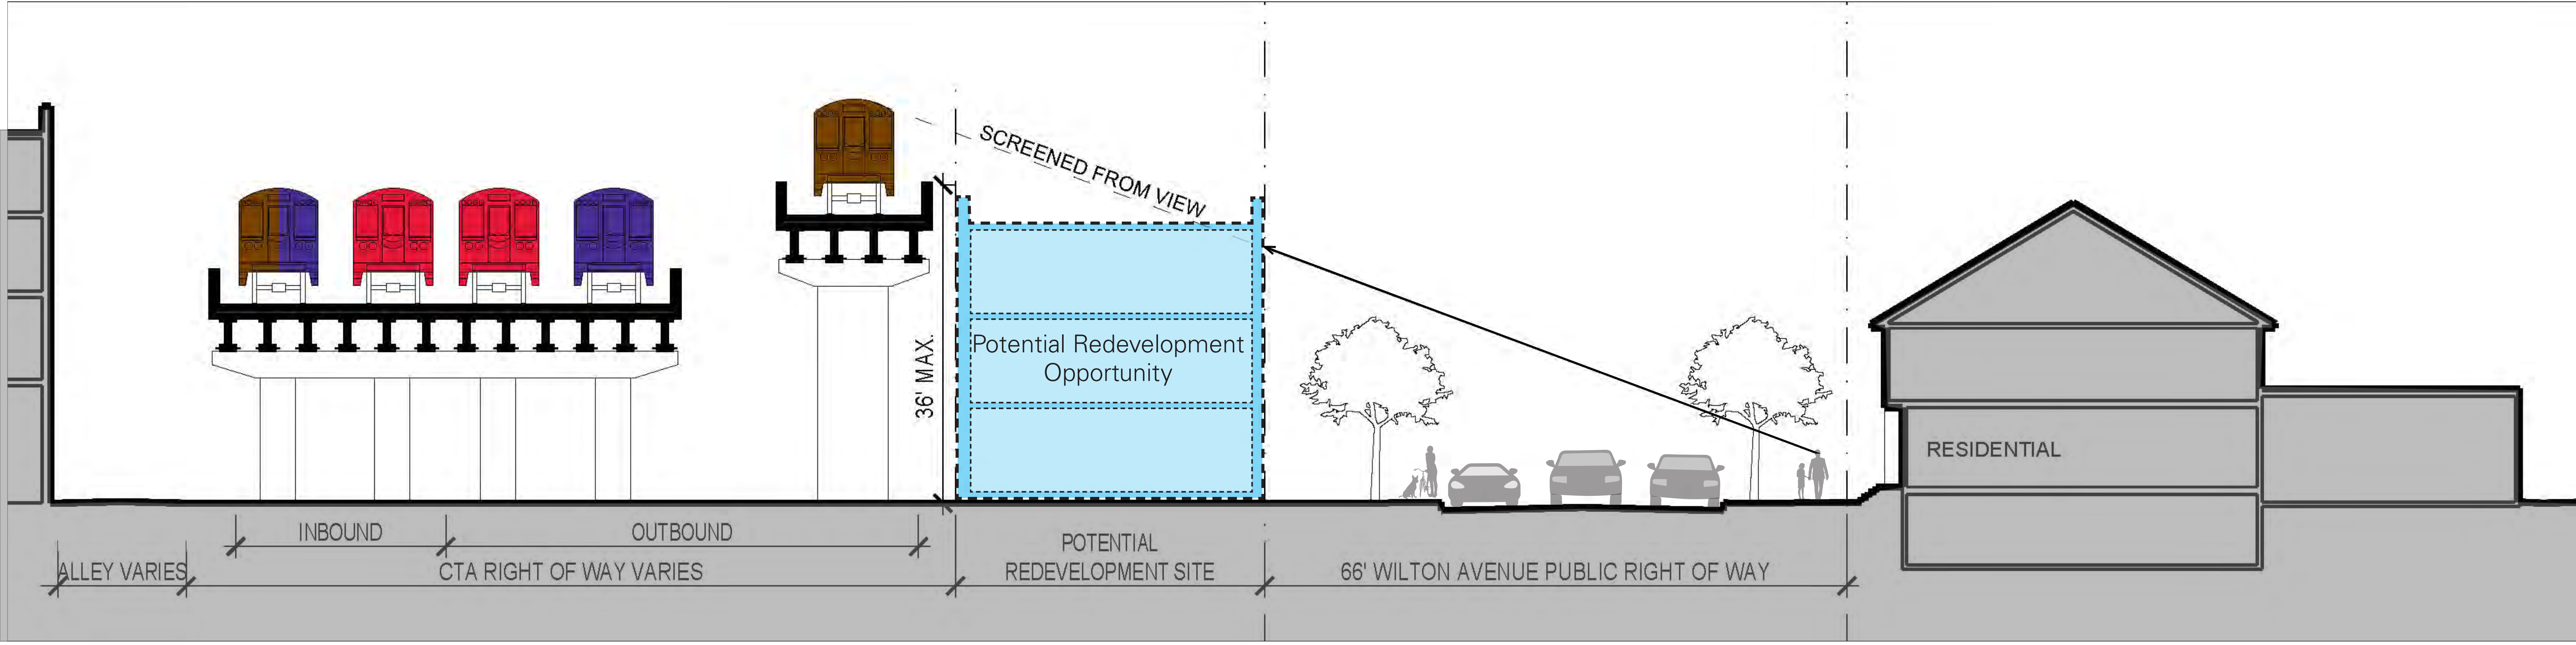 SCREENED FROM VIEW
36' MAX.
Potential Redevelopment
Opportunity
RESIDENTIAL
INBOUND
OUTBOUND
POTENTIAL
REDEVELOPMENT SITE
ALLEY VARIES
CTA RIGHT OF WAY VARIES
66' WILTON AVENUE PUBLIC RIGHT OF WAY